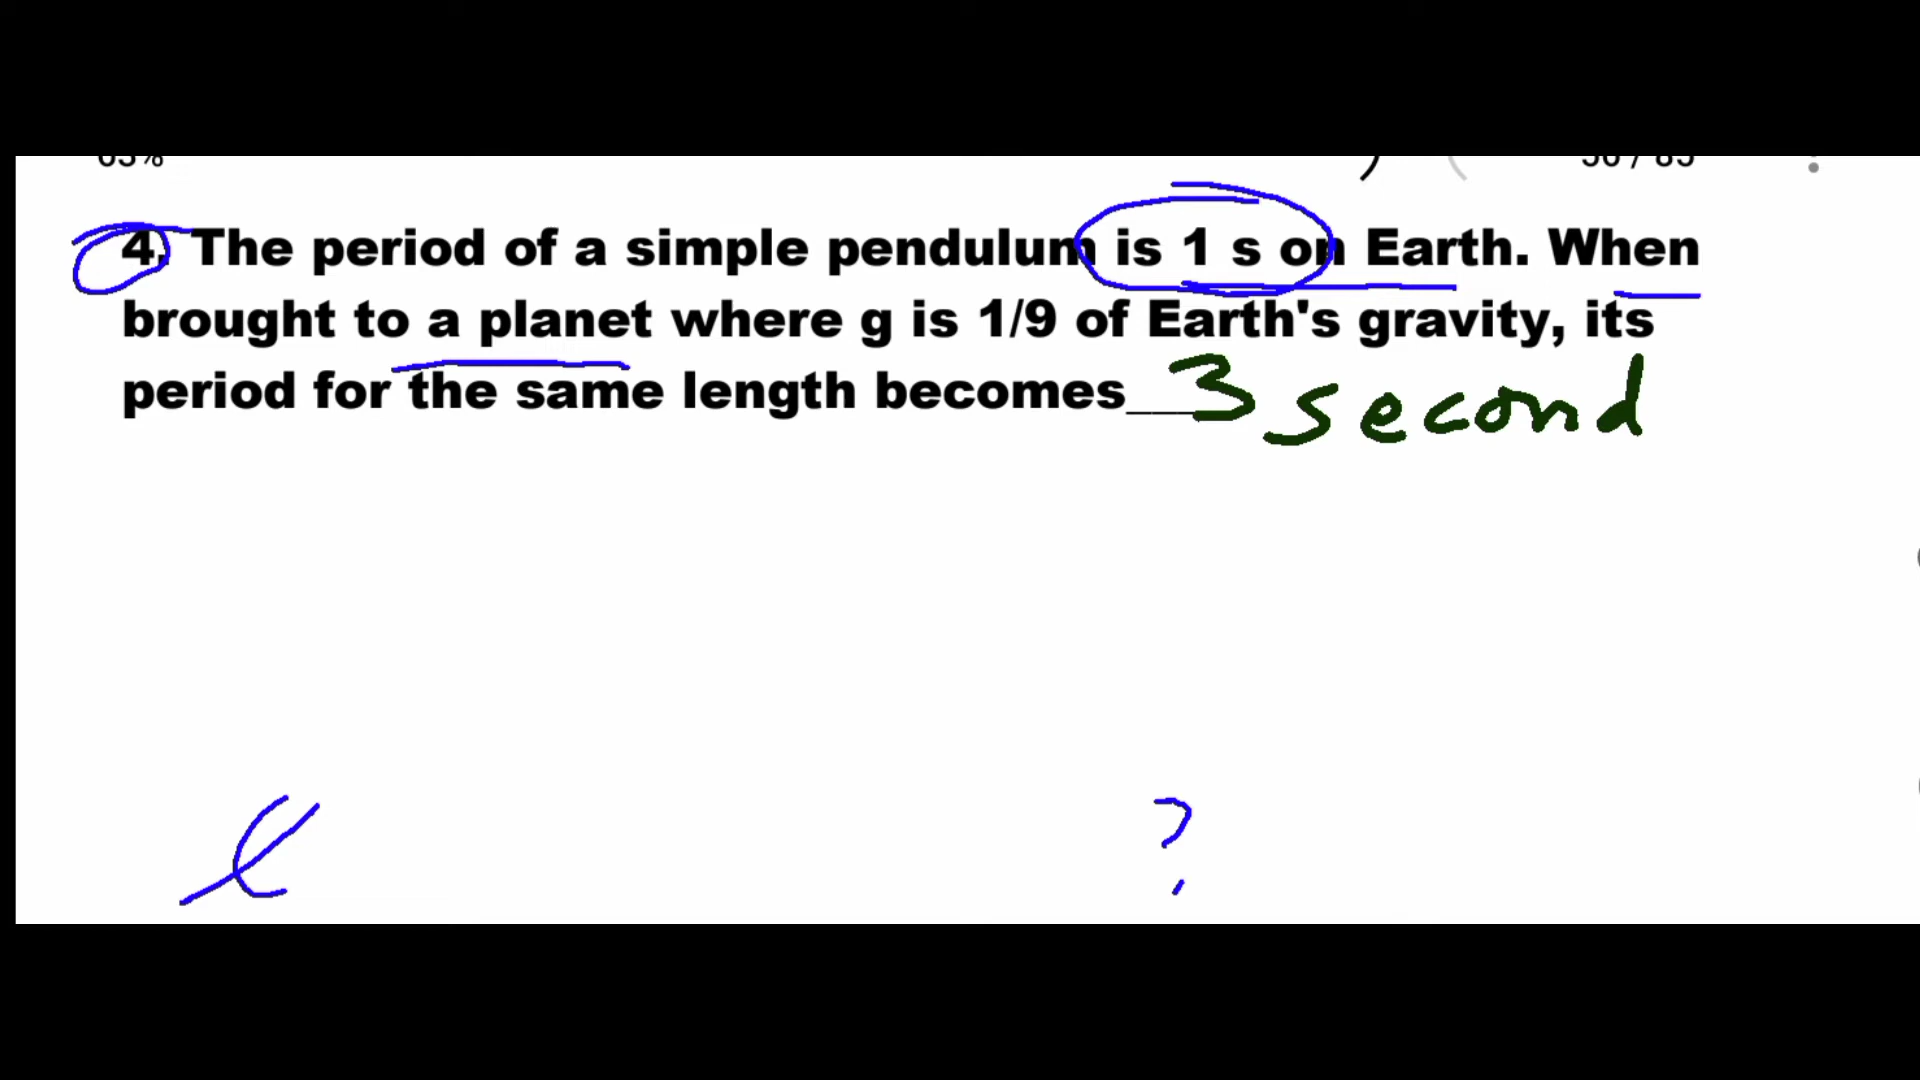 4. The period of a simple pendulum is 1 s on Earth. When
brought to a planet where g is 1/9 of Earth's gravity, its
period for the same length becomes___3 second
l ?